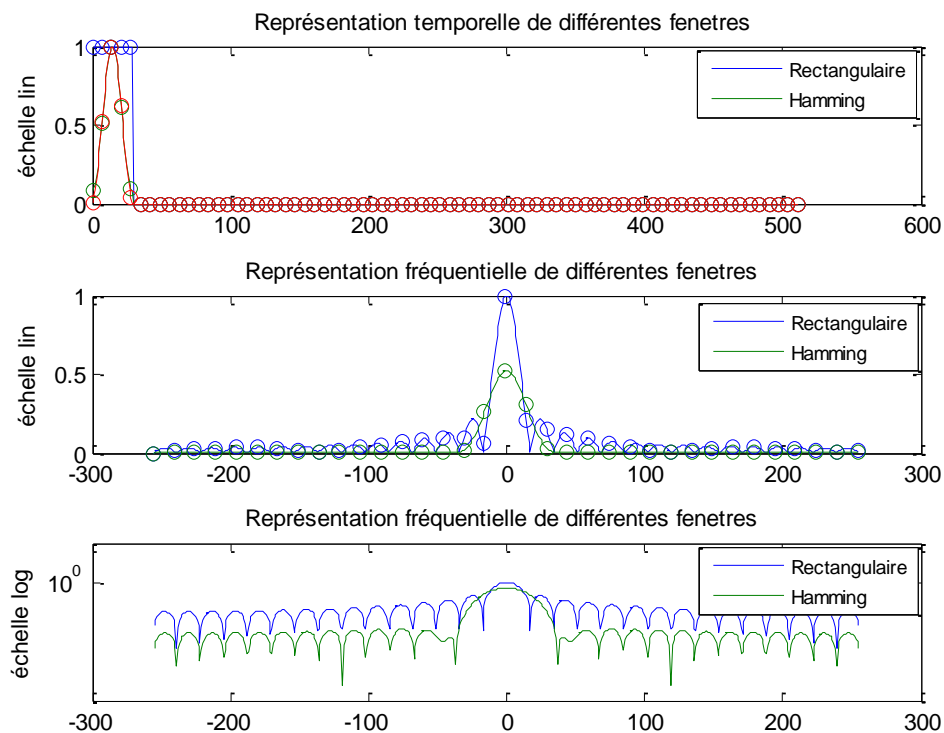 Représentation temporelle de différentes fenetres
échelle lin
1
0.5
0
0
100
200
300
400
500
600
Rectangulaire
Hamming
Représentation fréquentielle de différentes fenetres
échelle lin
1
0.5
0
-300
-200
-100
0
100
200
300
Rectangulaire
Hamming
Représentation fréquentielle de différentes fenetres
échelle log
10^0
-300
-200
-100
0
100
200
300
Rectangulaire
Hamming